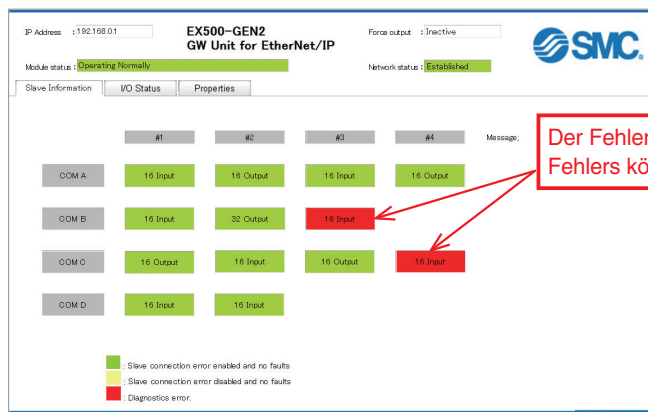 IP Address : 192.168.0.1 EX500-GEN2 Force output : Inactive
GW Unit for EtherNet/IP
SMC.
Module status : Operating Normally Network status : Established
Slave Information I/O Status Properties
#1 #2 #3 #4 Message;
Der Fehler
Fehlers kö
COM A 16 Input 16 Output 16 Input 16 Output
COM B 16 Input 32 Output 16 Input
COM C 16 Output 16 Input 16 Output 16 Input
COM D 16 Input 16 Input
: Slave connection error enabled and no faults
: Slave connection error disabled and no faults
: Diagnostics error.